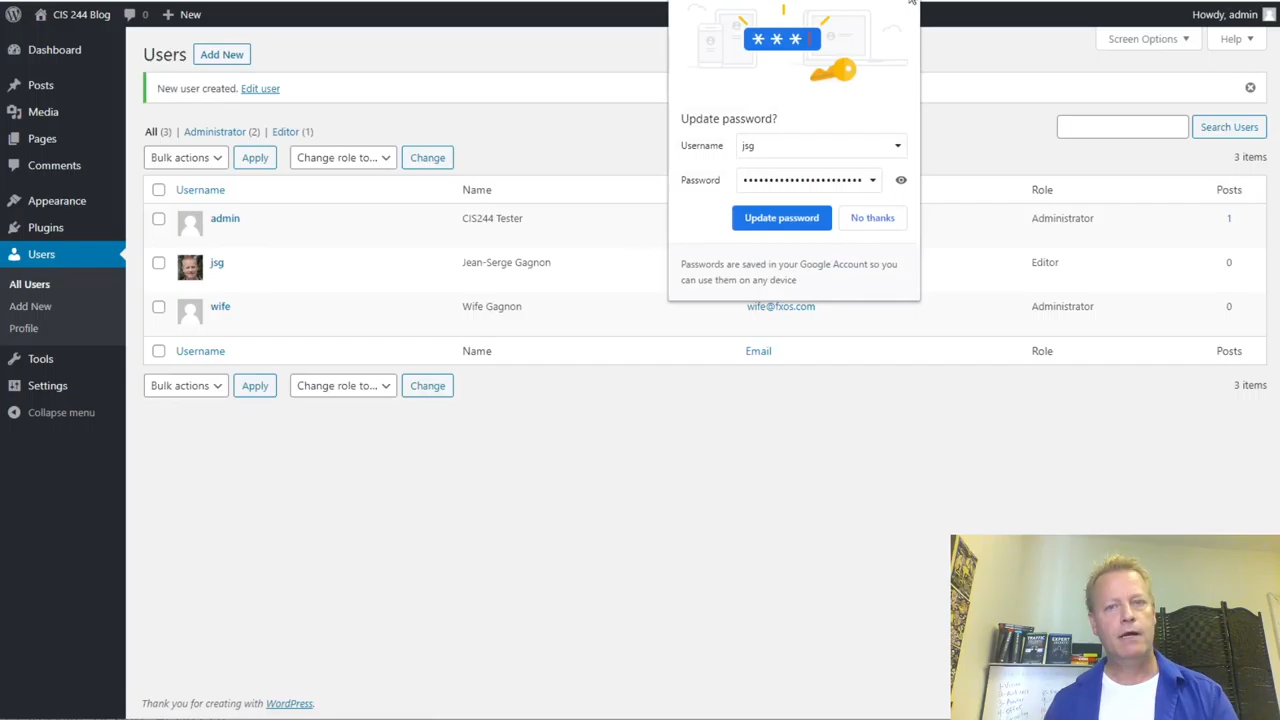 CIS 244 Blog 0 New Howdy, admin
Dashboard
Posts
Media
Pages
Comments
Appearance
Plugins
Users
All Users
Add New
Profile
Tools
Settings
Collapse menu
Users Add New
Screen Options Help
New user created. Edit user
All (3) | Administrator (2) | Editor (1)
Search Users
Bulk actions Apply Change role to... Change 3 items
Username Name Role Posts
admin CIS243 Tester Administrator 1
jsg Jean-Serge Gagnon Editor 0
wife Wife Gagnon wife@fxos.com Administrator 0
Username Name Email Role Posts
Bulk actions Apply Change role to... Change 3 items
Thank you for creating with WordPress.
* * *
Update password?
Username jsg
Password ••••••••••••••••••••••••
Update password No thanks
Passwords are saved in your Google Account so you
can use them on any device
TRAFFIC
EXPERT